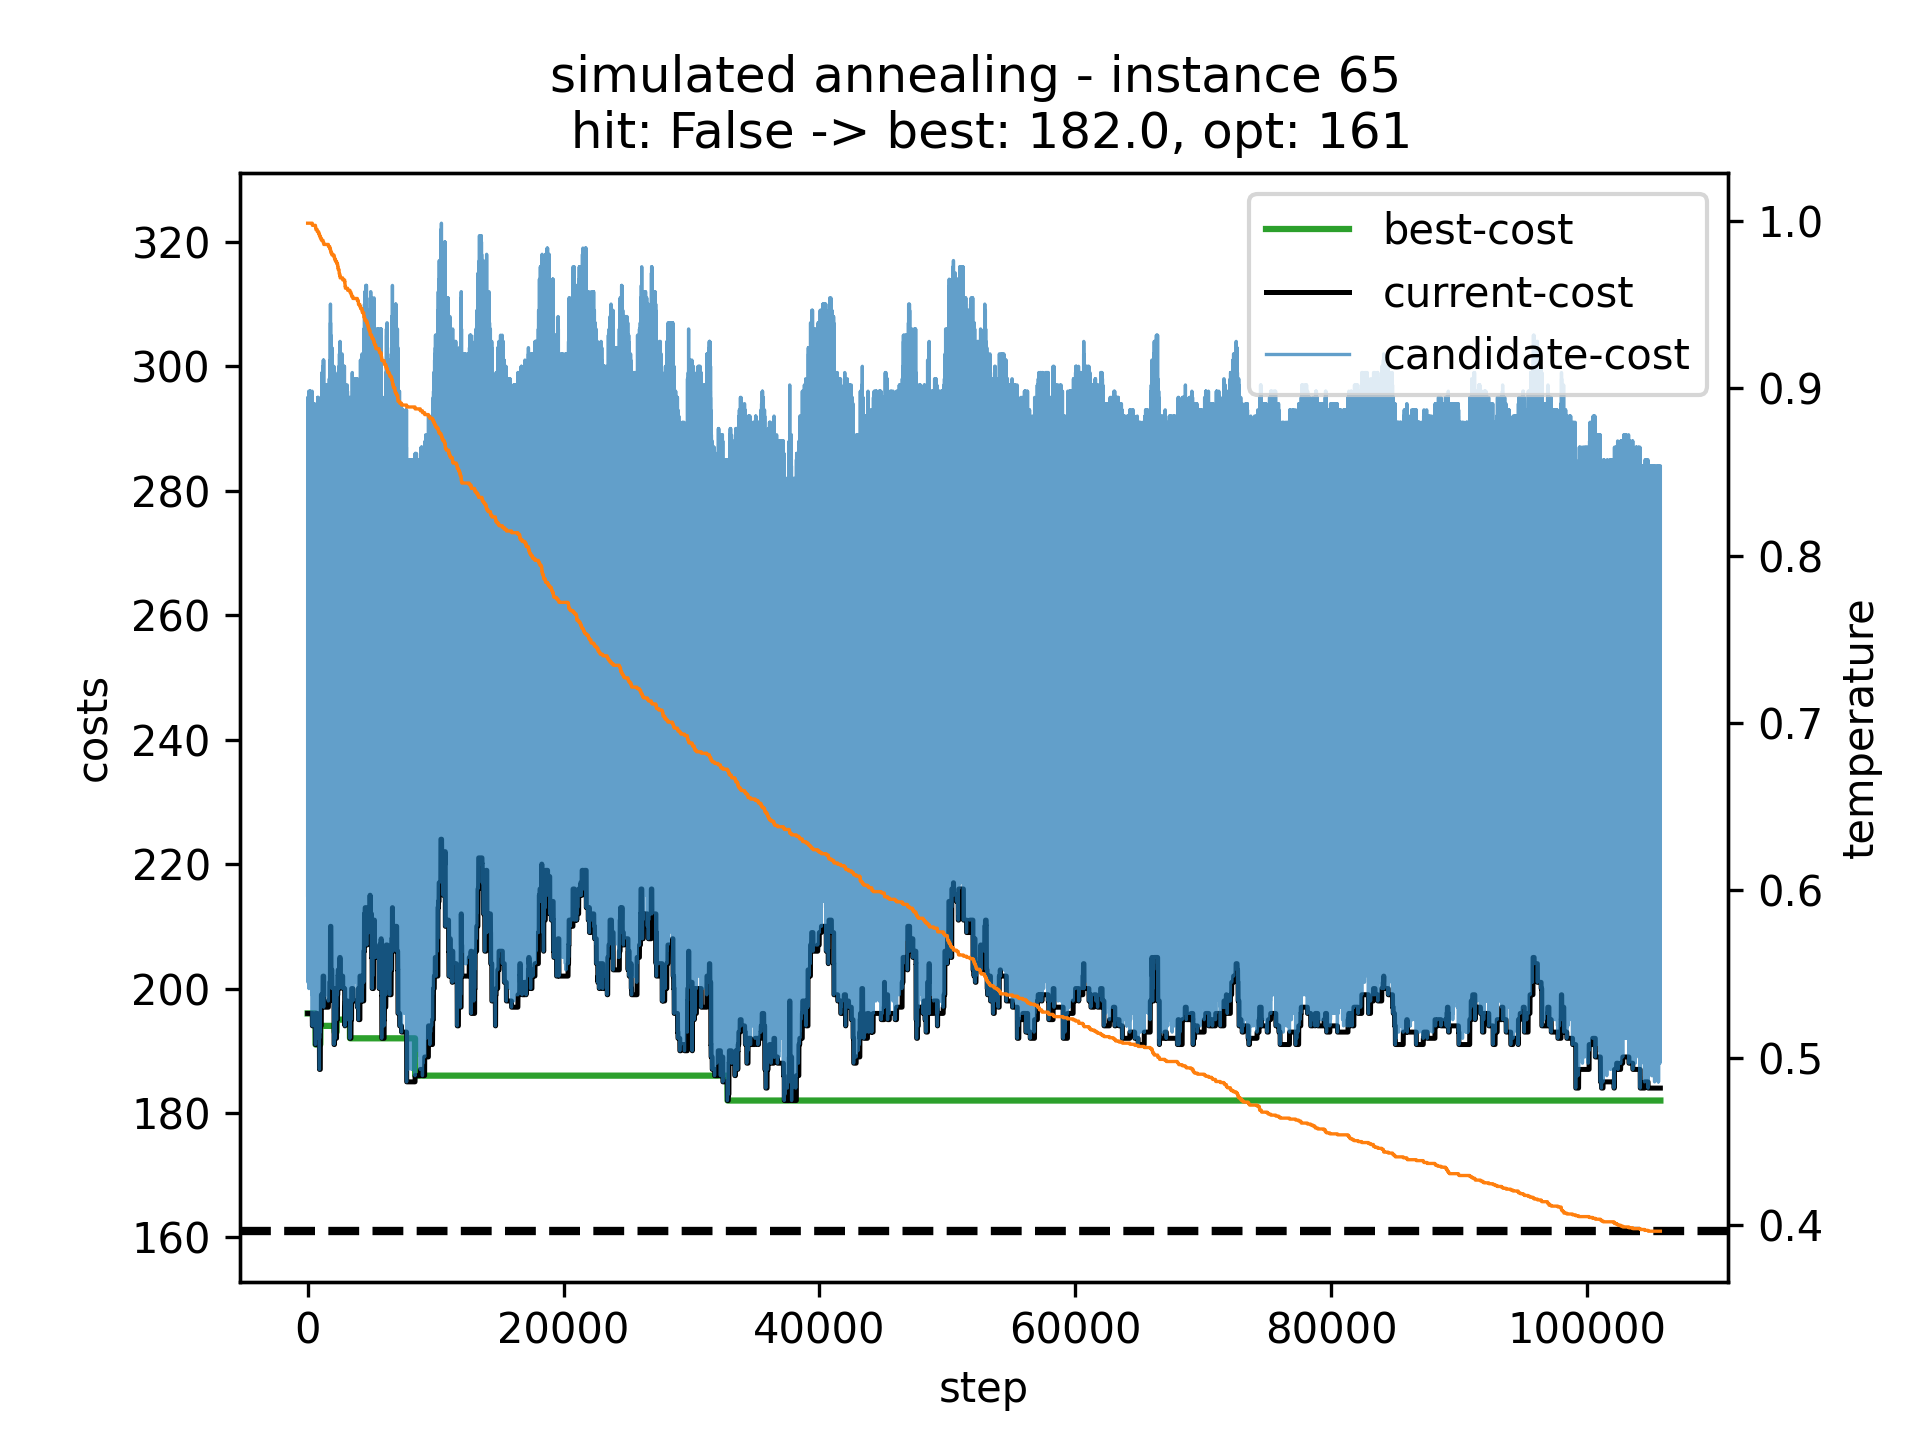 simulated annealing - instance 65
hit: False -> best: 182.0, opt: 161
best-cost
current-cost
candidate-cost
320
300
280
260
240
220
200
180
160
costs
1.0
0.9
0.8
0.7
0.6
0.5
0.4
temperature
0
20000
40000
60000
80000
100000
step